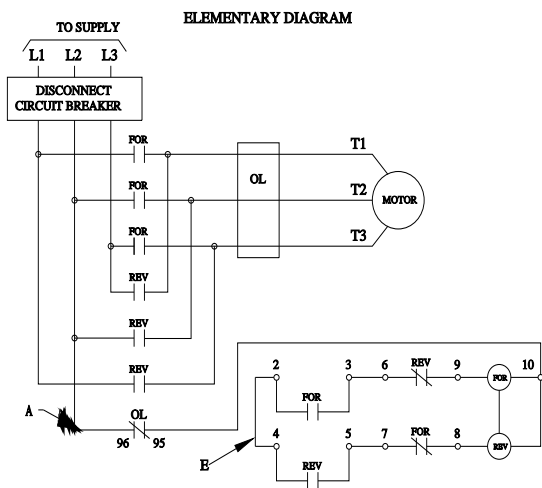 ELEMENTARY DIAGRAM
TO SUPPLY
L1 L2 L3
DISCONNECT
CIRCUIT BREAKER
FOR
T1
FOR
OL
T2
MOTOR
FOR
T3
REV
REV
REV
2 3 6 REV 9 10
FOR
FOR
A
OL
96 95
4 5 7 FOR 8
REV
E
REV